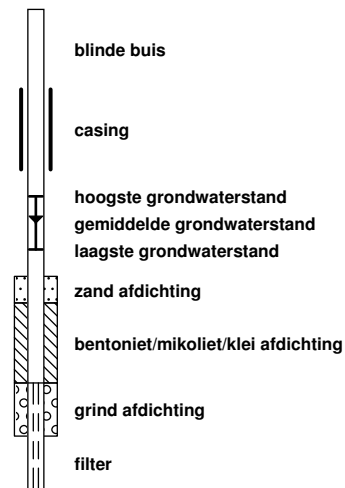 blinde buis
casing
hoogste grondwaterstand
gemiddelde grondwaterstand
laagste grondwaterstand
zand afdichting
bentoniet/mikoliet/klei afdichting
grind afdichting
filter